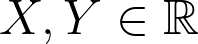 X, Y ∈ ℝ